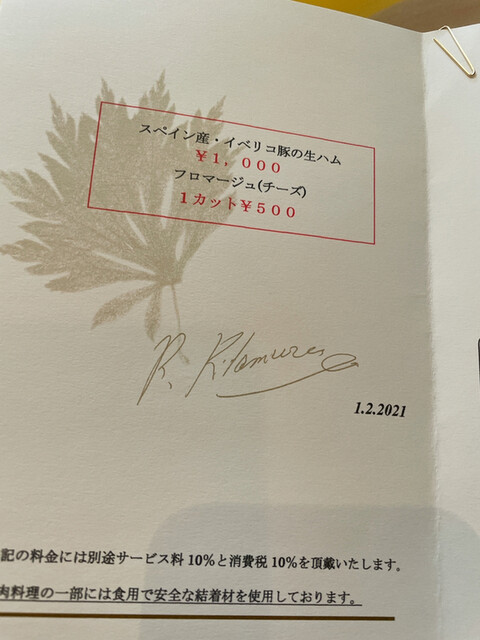 スペイン産・イベリコ豚の生ハム
￥１，０００
フロマージュ(チーズ)
１カット￥５００
R. Kitamura
1.2.2021
記の料金には別途サービス料 10%と消費税 10%を頂戴いたします。
肉料理の一部には食用で安全な結着材を使用しております。